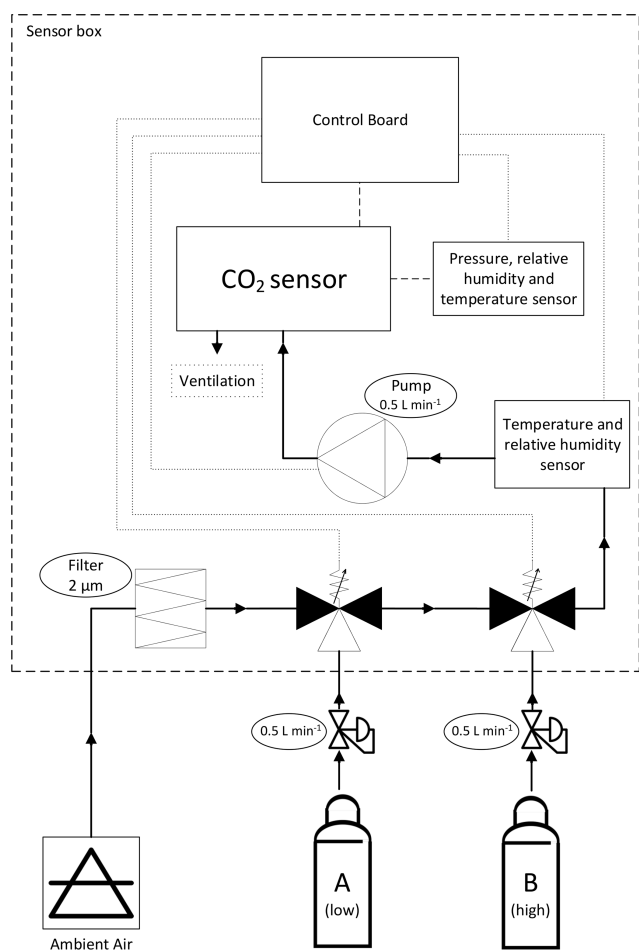 Sensor box
Control Board
CO₂ sensor
Pressure, relative
humidity and
temperature sensor
Ventilation
Pump
0.5 L min⁻¹
Temperature and
relative humidity
sensor
Filter
2 μm
0.5 L min⁻¹
0.5 L min⁻¹
A
(low)
B
(high)
Ambient Air